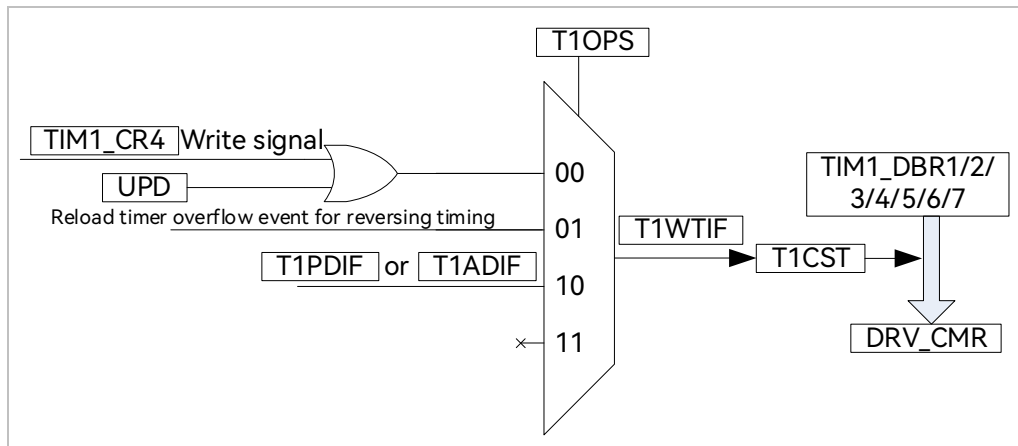 T1OPS
TIM1_CR4 Write signal
UPD
00
Reload timer overflow event for reversing timing
01
T1PDIF or T1ADIF
10
11
T1WTIF
T1CST
TIM1_DBR1/2/
3/4/5/6/7
DRV_CMR